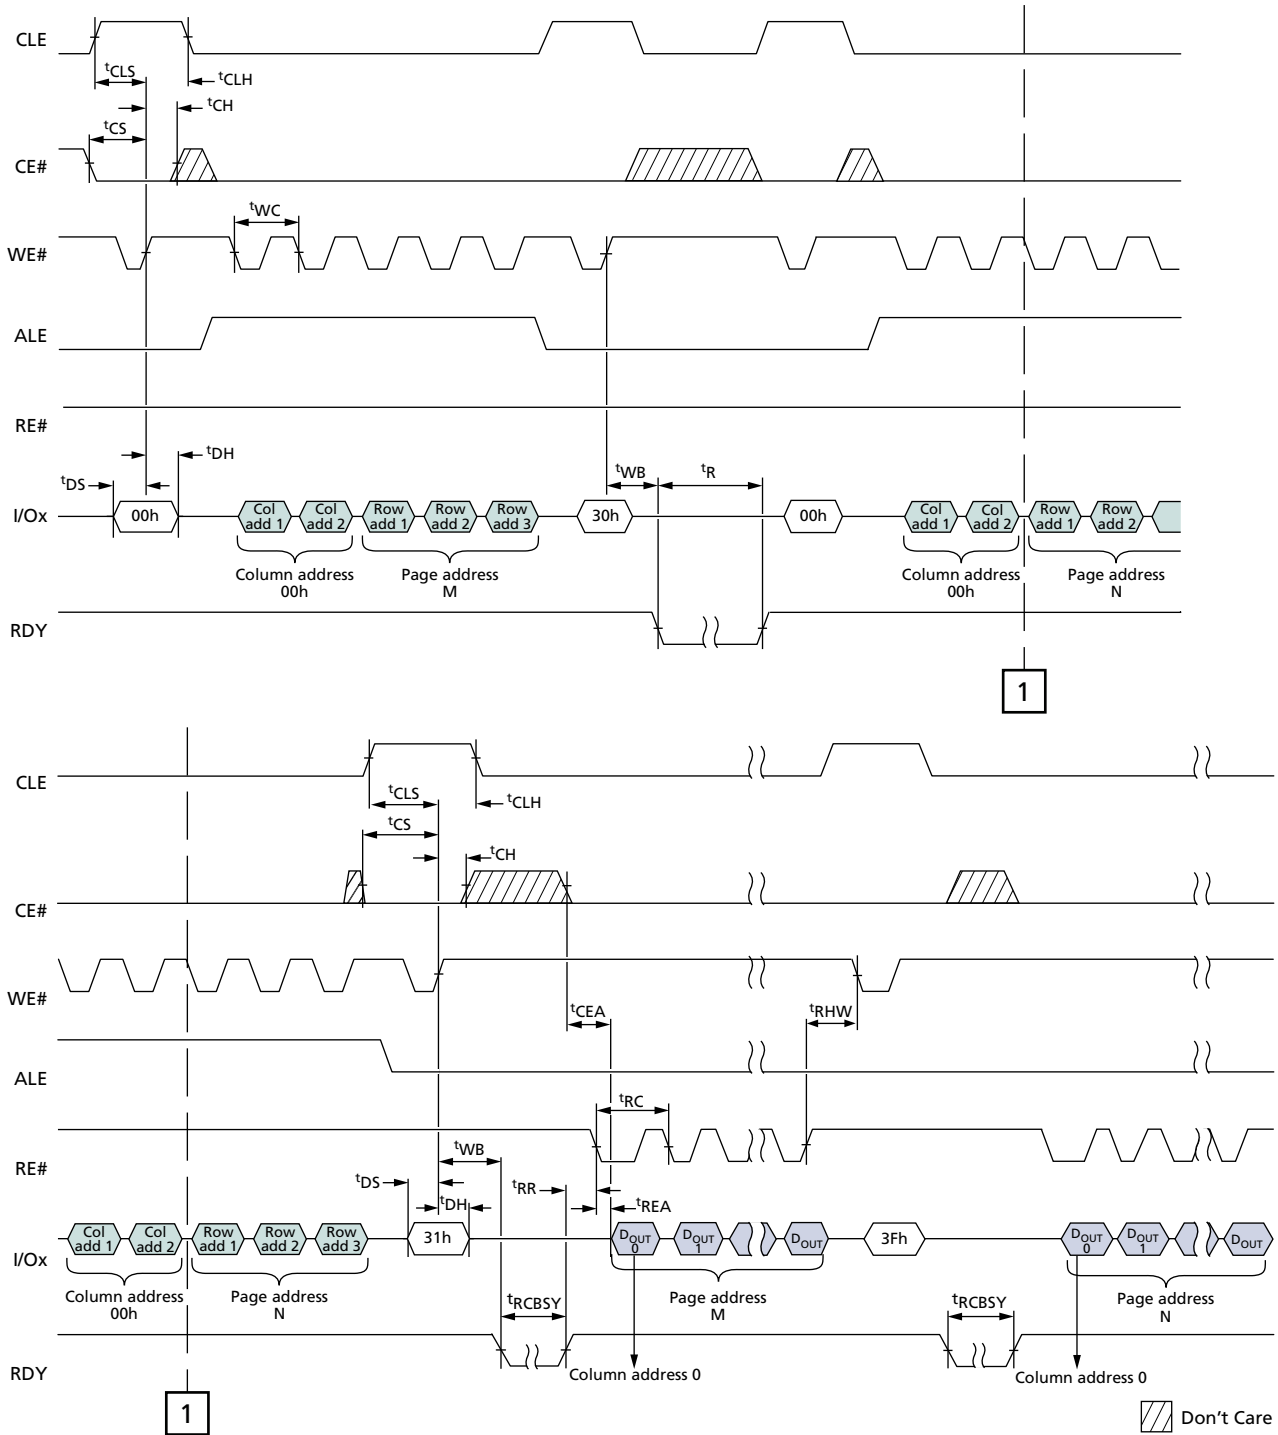 CLE
tCLS
tCLH
tCH
tCS
CE#
tWC
WE#
ALE
RE#
tDH
tDS
tWB
tR
I/Ox
00h
Col add 1
Col add 2
Row add 1
Row add 2
Row add 3
30h
00h
Col add 1
Col add 2
Row add 1
Row add 2
Column address
00h
Page address
M
Column address
00h
Page address
N
RDY
1
CLE
tCLS
tCLH
tCS
tCH
CE#
WE#
tCEA
tRHW
ALE
tRC
RE#
tWB
tDS
tRR
tDH
tREA
I/Ox
Col add 1
Col add 2
Row add 1
Row add 2
Row add 3
31h
DOUT 0
DOUT 1
DOUT
3Fh
DOUT 0
DOUT 1
DOUT
Column address
00h
Page address
N
tRCBSY
Page address
M
tRCBSY
Page address
N
RDY
Column address 0
Column address 0
1
Don't Care